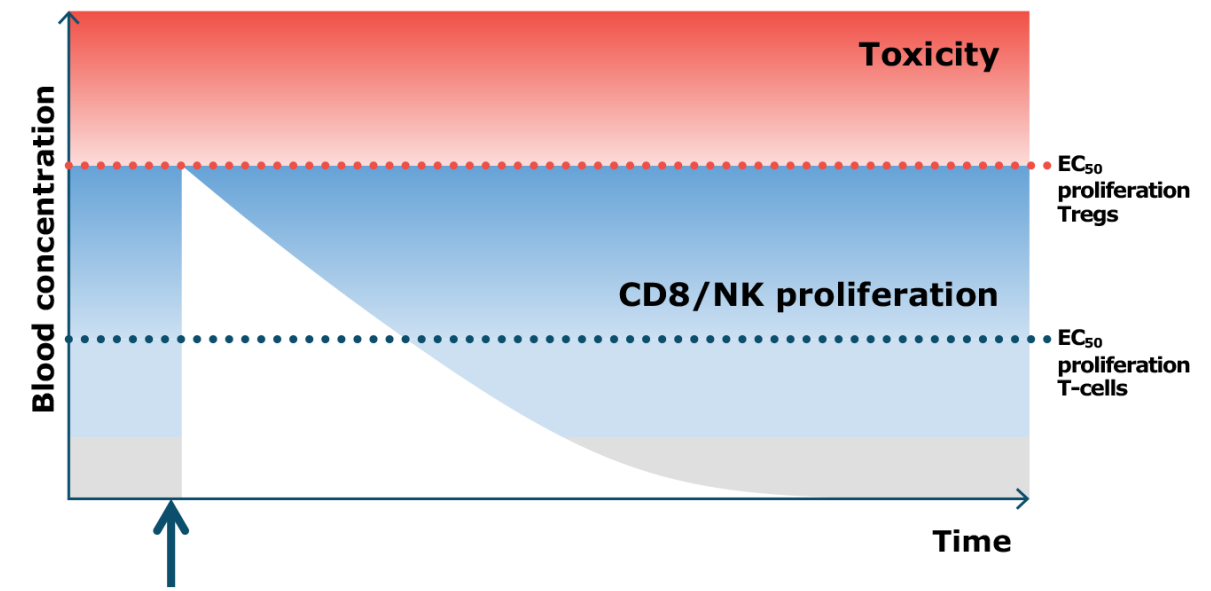 Toxicity
Blood concentration
EC₅₀
proliferation
Tregs
CD8/NK proliferation
EC₅₀
proliferation
T-cells
Time